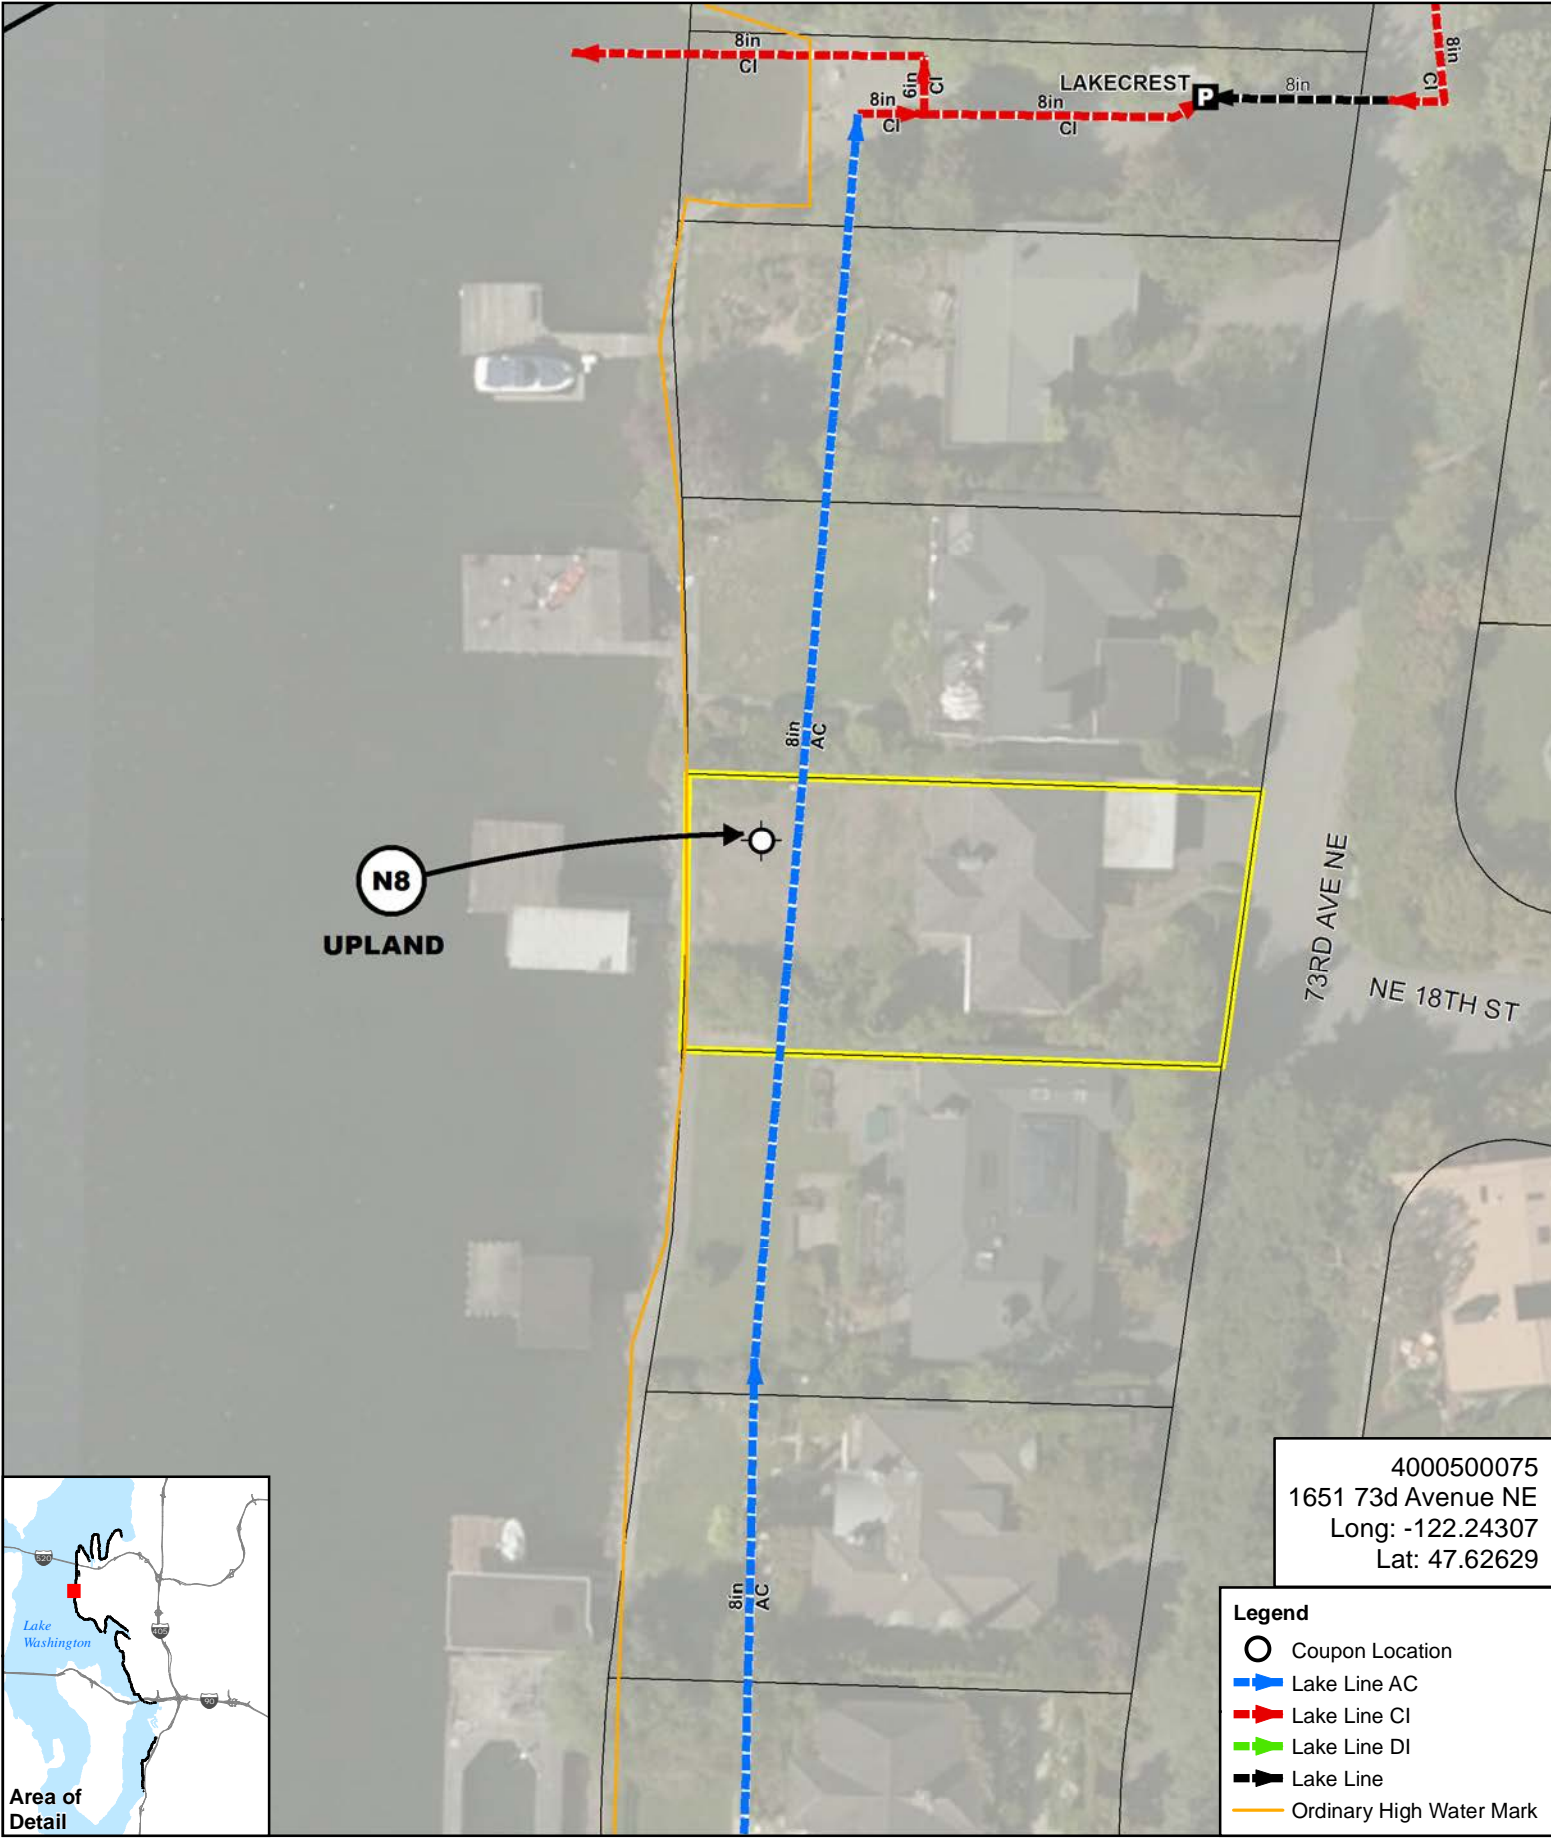 8in
CI
8in
CI
6in
CI
8in
CI
LAKECREST
P
8in
8in
CI
8in
AC
N8
UPLAND
73RD AVE NE
NE 18TH ST
8in
AC
4000500075
1651 73d Avenue NE
Long: -122.24307
Lat: 47.62629
Legend
Coupon Location
Lake Line AC
Lake Line CI
Lake Line DI
Lake Line
Ordinary High Water Mark
520
405
90
Lake
Washington
Area of
Detail